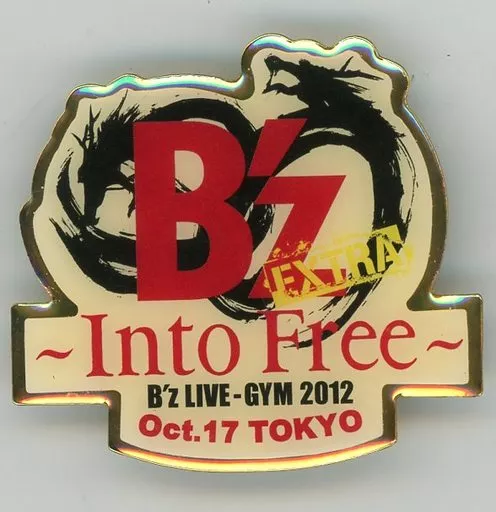 B'z
EXTRA
~Into Free~
B'z LIVE-GYM 2012
Oct.17 TOKYO